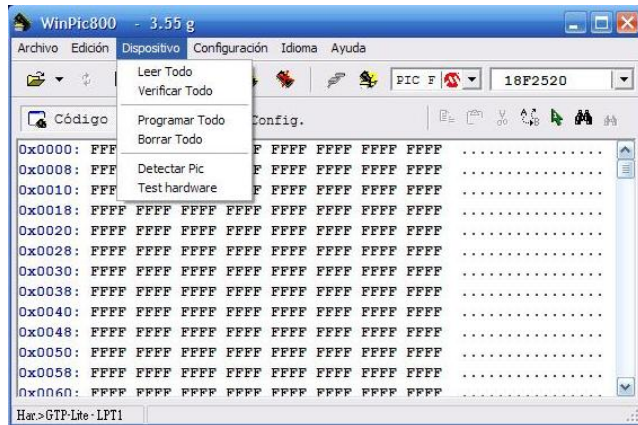 WinPic800 - 3.55 g
Archivo Edición Dispositivo Configuración Idioma Ayuda
PIC F 18F2520
Leer Todo
Verificar Todo
Programar Todo
Borrar Todo
Detectar Pic
Test hardware
Código Config.
0x0000: FFF F FFFF FFFF FFFF FFFF ................
0x0008: FFF F FFFF FFFF FFFF FFFF ................
0x0010: FFF F FFFF FFFF FFFF FFFF ................
0x0018: FFFF FFFF FFFF FFFF FFFF FFFF FFFF FFFF ................
0x0020: FFFF FFFF FFFF FFFF FFFF FFFF FFFF FFFF ................
0x0028: FFFF FFFF FFFF FFFF FFFF FFFF FFFF FFFF ................
0x0030: FFFF FFFF FFFF FFFF FFFF FFFF FFFF FFFF ................
0x0038: FFFF FFFF FFFF FFFF FFFF FFFF FFFF FFFF ................
0x0040: FFFF FFFF FFFF FFFF FFFF FFFF FFFF FFFF ................
0x0048: FFFF FFFF FFFF FFFF FFFF FFFF FFFF FFFF ................
0x0050: FFFF FFFF FFFF FFFF FFFF FFFF FFFF FFFF ................
0x0058: FFFF FFFF FFFF FFFF FFFF FFFF FFFF FFFF ................
0x0060: FFFF FFFF FFFF FFFF FFFF FFFF FFFF FFFF ................
Har.>GTP-Lite - LPT1